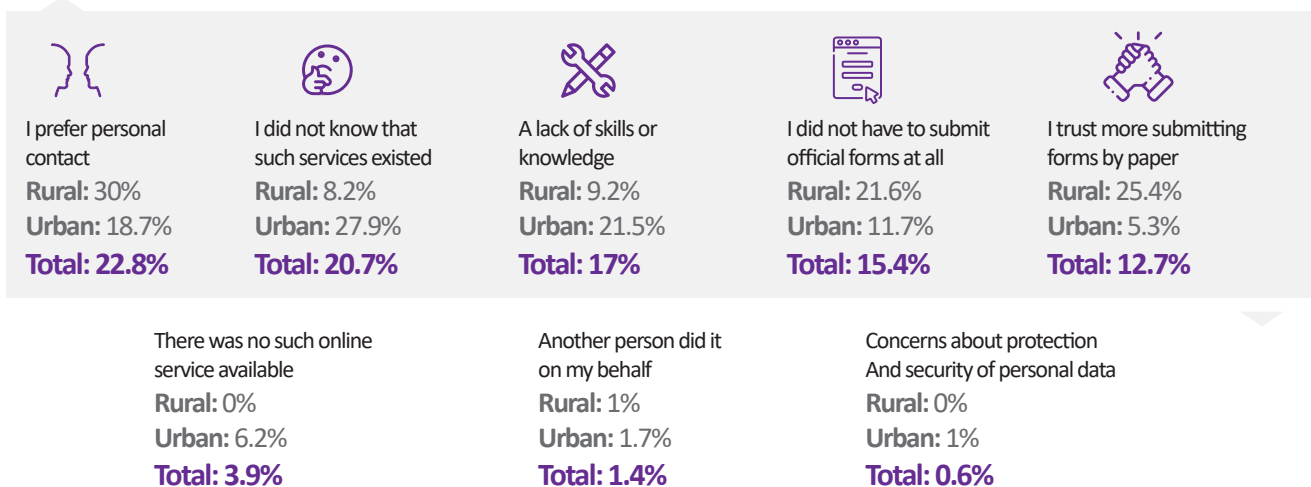 I prefer personal
contact
Rural: 30%
Urban: 18.7%
Total: 22.8%
I did not know that
such services existed
Rural: 8.2%
Urban: 27.9%
Total: 20.7%
A lack of skills or
knowledge
Rural: 9.2%
Urban: 21.5%
Total: 17%
I did not have to submit
official forms at all
Rural: 21.6%
Urban: 11.7%
Total: 15.4%
I trust more submitting
forms by paper
Rural: 25.4%
Urban: 5.3%
Total: 12.7%
There was no such online
service available
Rural: 0%
Urban: 6.2%
Total: 3.9%
Another person did it
on my behalf
Rural: 1%
Urban: 1.7%
Total: 1.4%
Concerns about protection
And security of personal data
Rural: 0%
Urban: 1%
Total: 0.6%